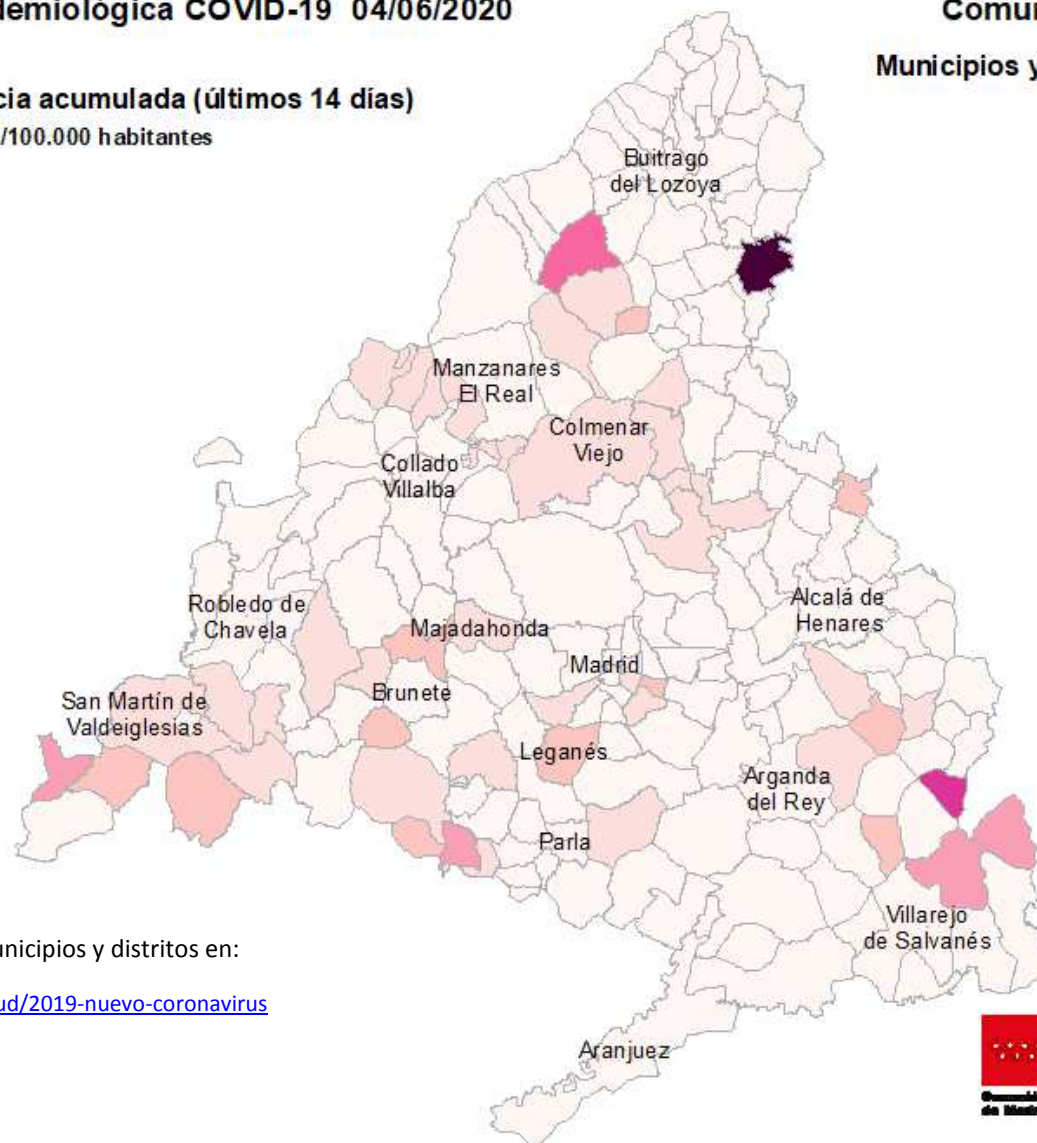 demiológica COVID-19 04/06/2020
Comun
Municipios y
cia acumulada (últimos 14 días)
/100.000 habitantes
Buitrago
del Lozoya
Manzanares
El Real
Colmenar
Viejo
Collado
Villalba
Robledo de
Chavela
Majadahonda
Alcalá de
Henares
Madrid
San Martín de
Valdeiglesias
Brunete
Leganés
Arganda
del Rey
Parla
Villarejo
de Salvanés
unicipios y distritos en:
ud/2019-nuevo-coronavirus
Aranjuez